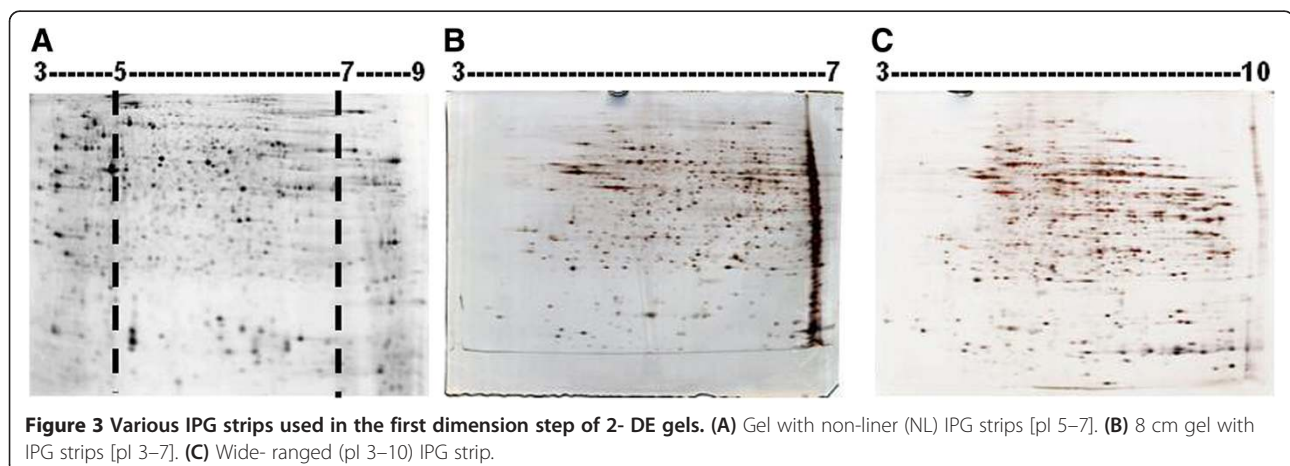 A B C
3-------5---------------------7------9 3------------------------------------7 3-----------------------------------10
Figure 3 Various IPG strips used in the first dimension step of 2- DE gels. (A) Gel with non-liner (NL) IPG strips [pI 5–7]. (B) 8 cm gel with
IPG strips [pI 3–7]. (C) Wide- ranged (pI 3–10) IPG strip.